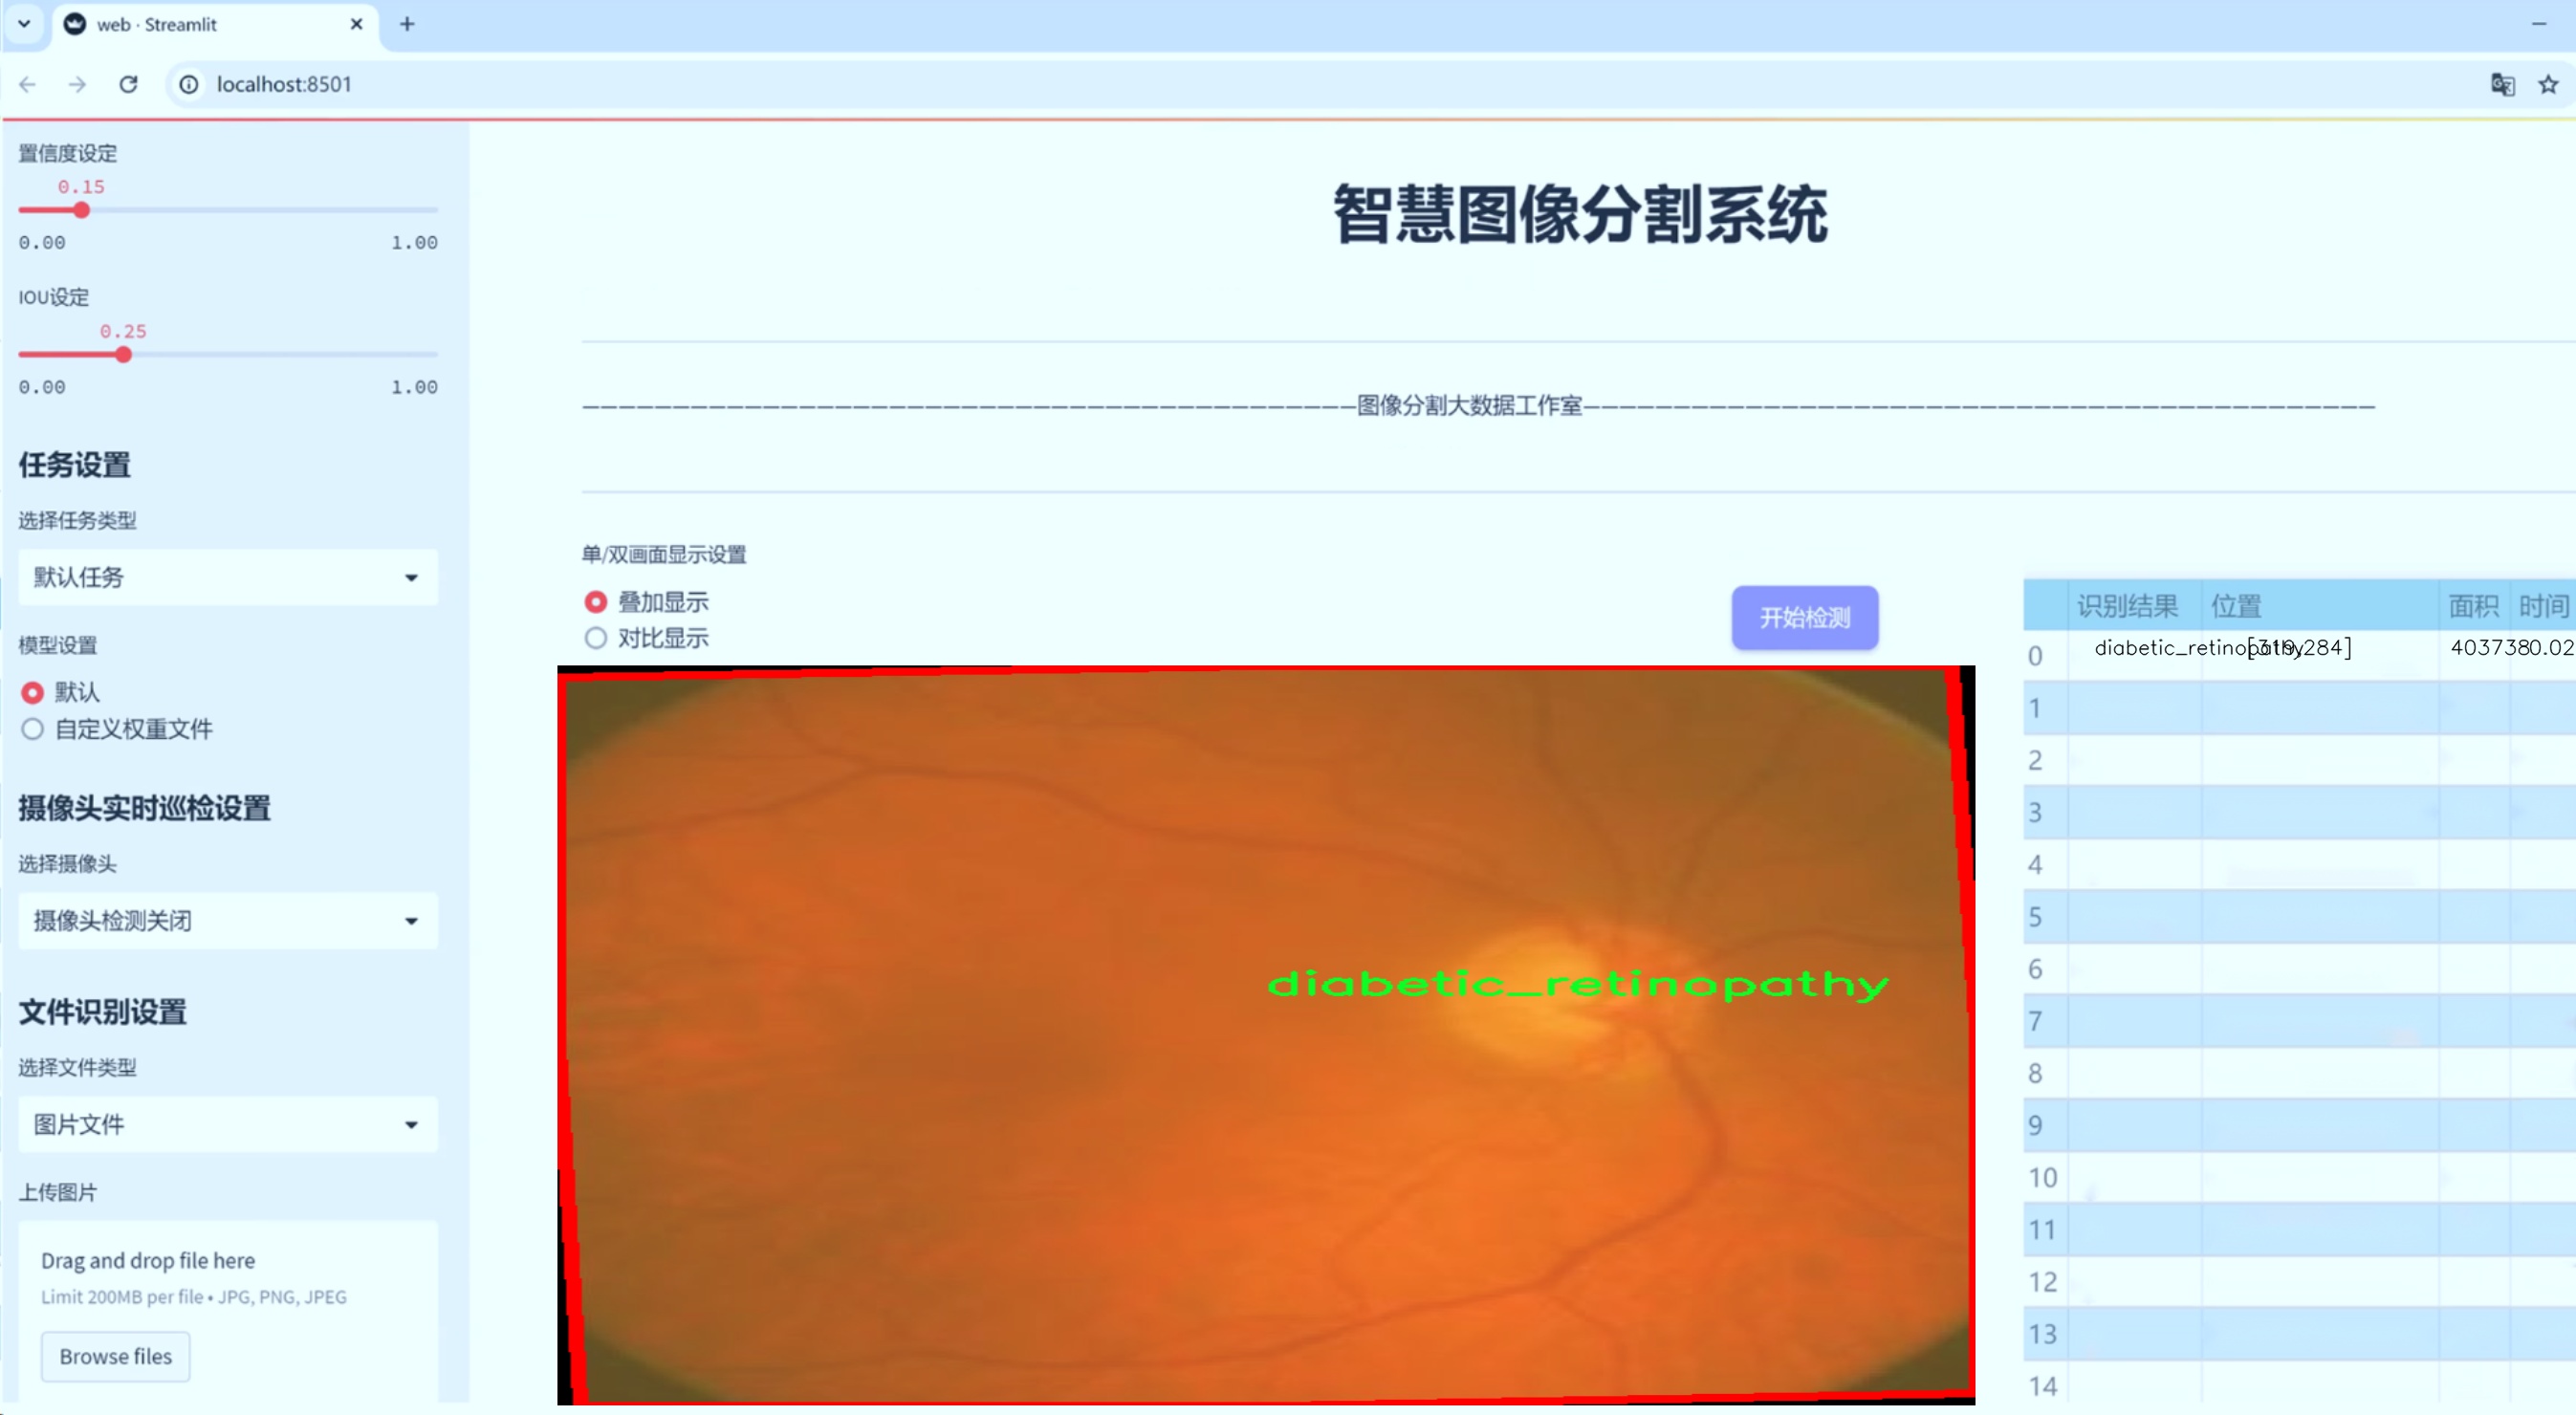 web · Streamlit
localhost:8501
置信度设定
0.15
0.00 1.00
IOU设定
0.25
0.00 1.00
任务设置
选择任务类型
默认任务
模型设置
默认
自定义权重文件
摄像头实时巡检设置
选择摄像头
摄像头检测关闭
文件识别设置
选择文件类型
图片文件
上传图片
Drag and drop file here
Limit 200MB per file • JPG, PNG, JPEG
Browse files
智慧图像分割系统
图像分割大数据工作室
单/双画面显示设置
叠加显示
对比显示
开始检测
diabetic_retinopathy
识别结果 位置 面积 时间
0 diabetic_retinopathy [319, 284] 403738 0.02
1
2
3
4
5
6
7
8
9
10
11
12
13
14